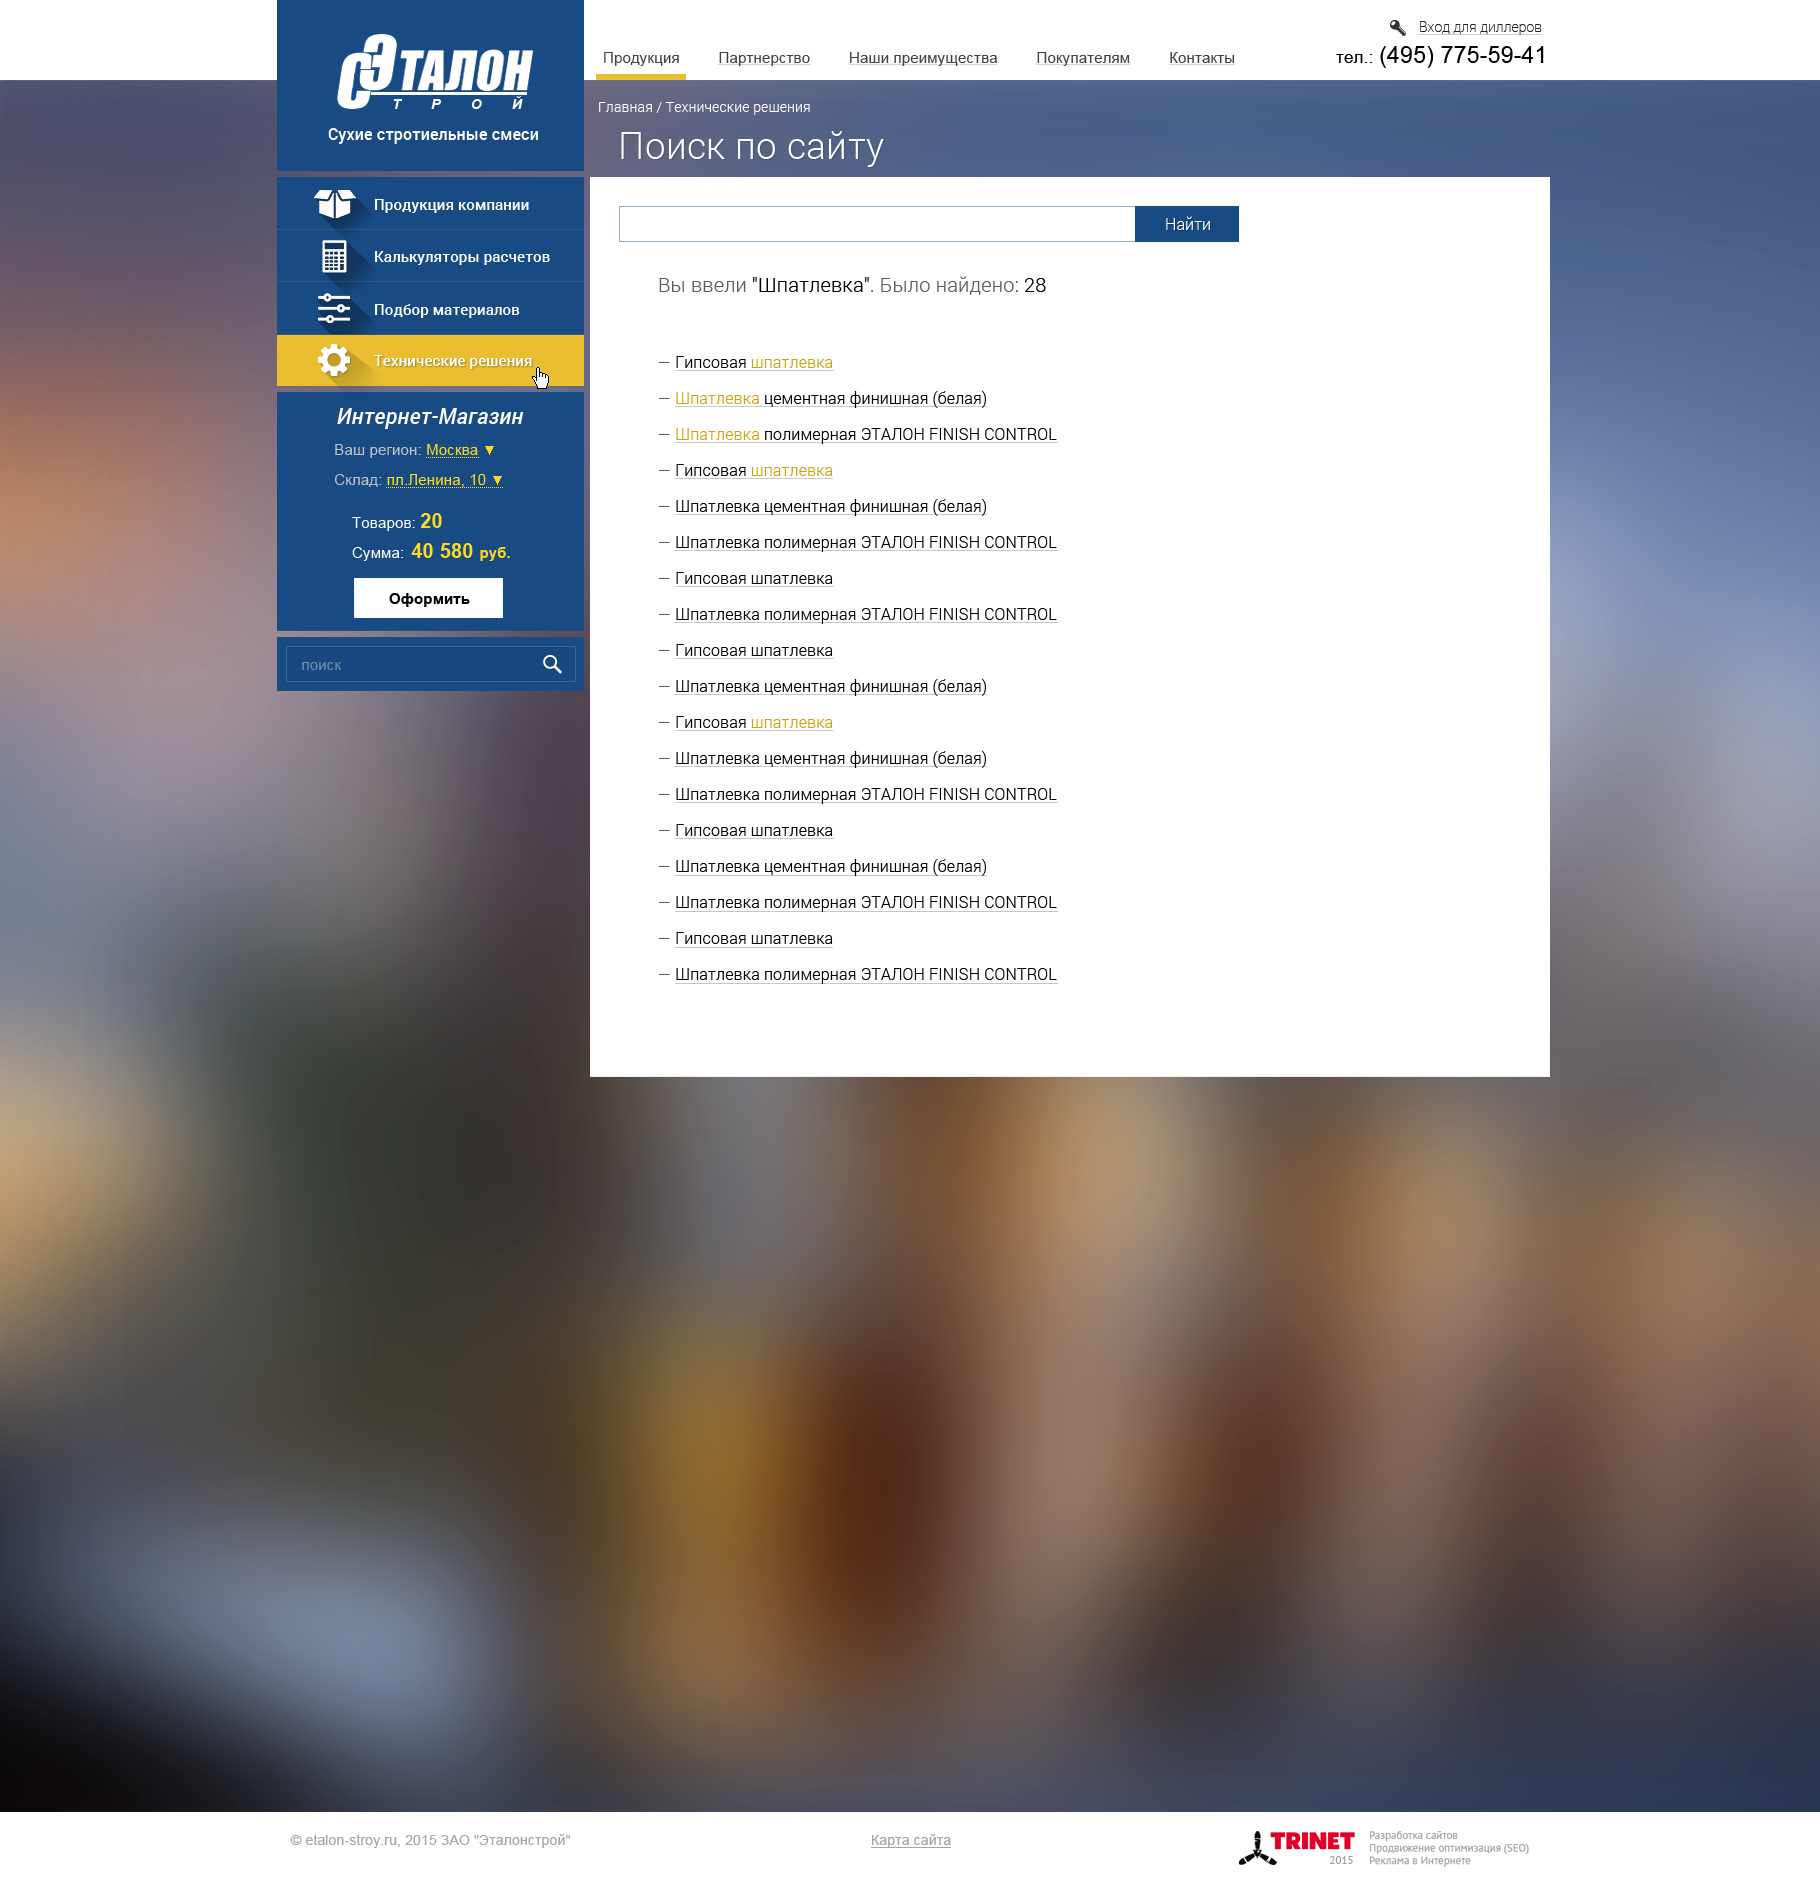 СЭТАЛОН
ТРОЙ
Сухие стротиельные смеси
Продукция
Партнерство
Наши преимущества
Покупателям
Контакты
Вход для диллеров
тел.: (495) 775-59-41
Главная / Технические решения
Поиск по сайту
Продукция компании
Калькуляторы расчетов
Подбор материалов
Технические решения
Интернет-Магазин
Ваш регион: Москва ▼
Склад: пл.Ленина, 10 ▼
Товаров: 20
Сумма: 40 580 руб.
Оформить
поиск
Найти
Вы ввели "Шпатлевка". Было найдено: 28
— Гипсовая шпатлевка
— Шпатлевка цементная финишная (белая)
— Шпатлевка полимерная ЭТАЛОН FINISH CONTROL
— Гипсовая шпатлевка
— Шпатлевка цементная финишная (белая)
— Шпатлевка полимерная ЭТАЛОН FINISH CONTROL
— Гипсовая шпатлевка
— Шпатлевка полимерная ЭТАЛОН FINISH CONTROL
— Гипсовая шпатлевка
— Шпатлевка цементная финишная (белая)
— Гипсовая шпатлевка
— Шпатлевка цементная финишная (белая)
— Шпатлевка полимерная ЭТАЛОН FINISH CONTROL
— Гипсовая шпатлевка
— Шпатлевка цементная финишная (белая)
— Шпатлевка полимерная ЭТАЛОН FINISH CONTROL
— Гипсовая шпатлевка
— Шпатлевка полимерная ЭТАЛОН FINISH CONTROL
© etalon-stroy.ru, 2015 ЗАО "Эталонстрой"
Карта сайта
TRINET
2015
Разработка сайтов
Продвижение оптимизация (SEO)
Реклама в Интернете